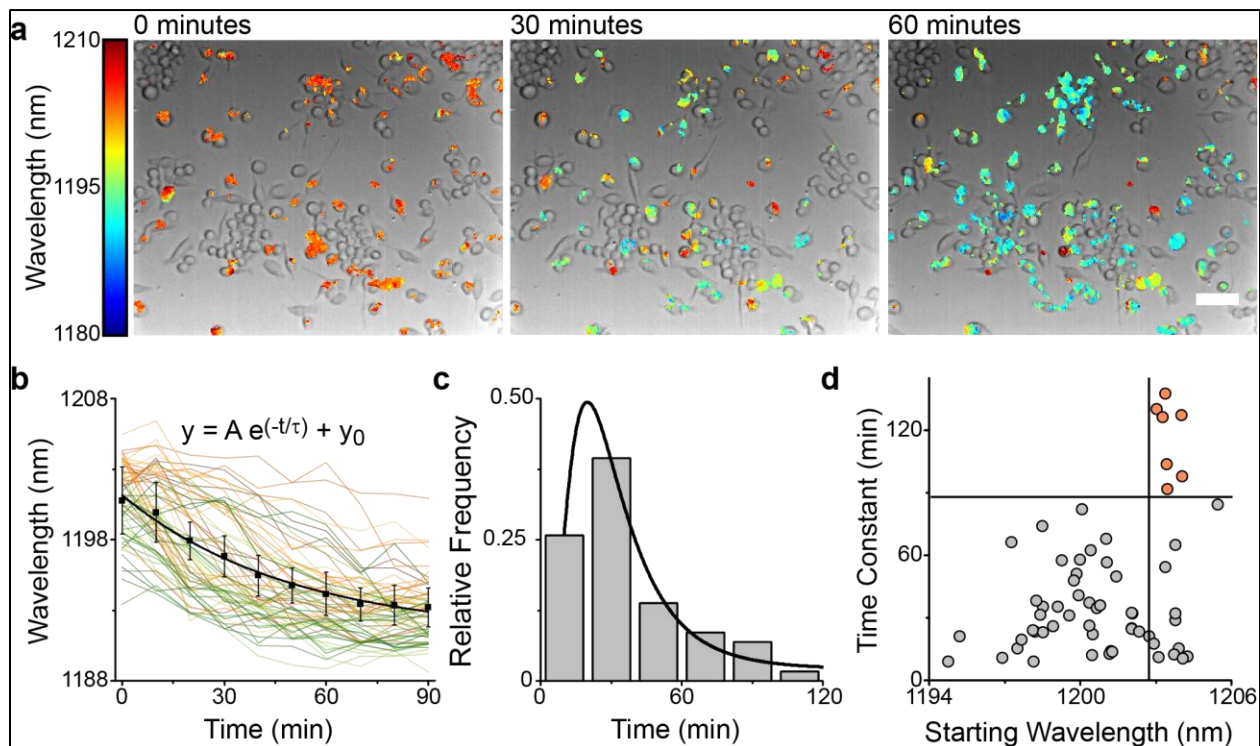 a
0 minutes
30 minutes
60 minutes
Wavelength (nm)
1210
1195
1180
b
Wavelength (nm)
1208
1198
1188
y = A e(-t/τ) + y0
0
30
60
90
Time (min)
c
Relative Frequency
0.50
0.25
0
0
60
120
Time (min)
d
Time Constant (min)
120
60
0
1194
1200
1206
Starting Wavelength (nm)